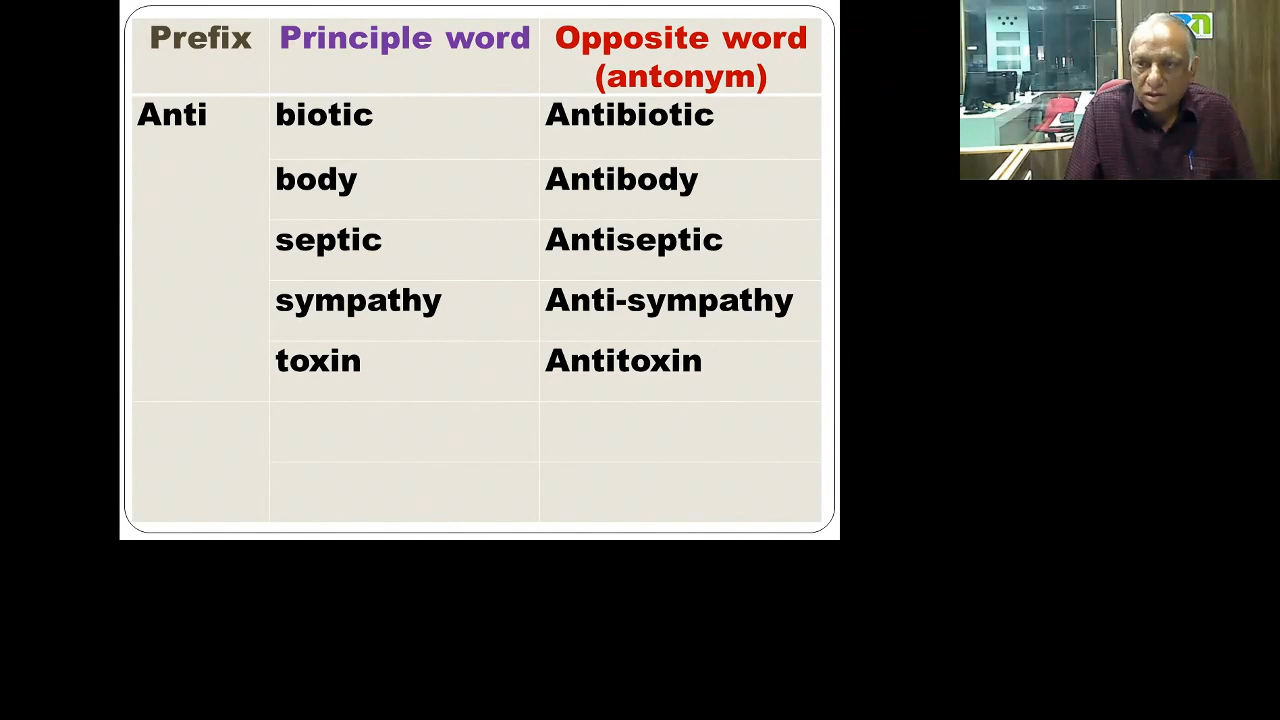 Prefix Principle word Opposite word
(antonym)
Anti biotic Antibiotic
body Antibody
septic Antiseptic
sympathy Anti-sympathy
toxin Antitoxin